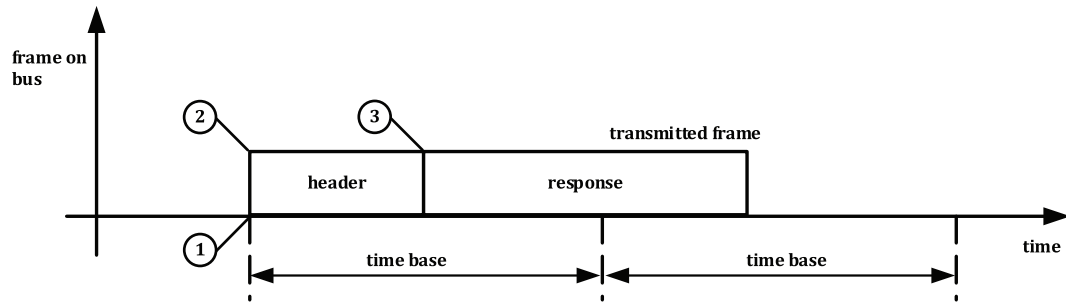 frame on
bus
2
3
transmitted frame
header
response
1
time base
time base
time